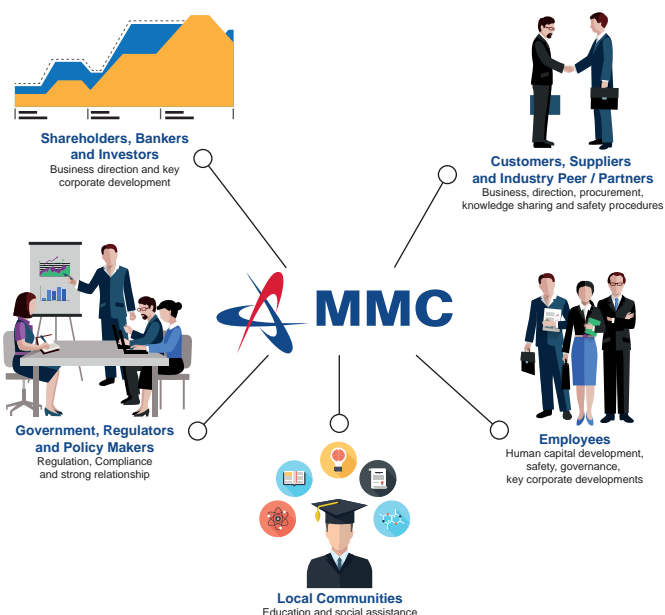 Shareholders, Bankers
and Investors
Business direction and key
corporate development
Customers, Suppliers
and Industry Peer / Partners
Business, direction, procurement,
knowledge sharing and safety procedures
MMC
Government, Regulators
and Policy Makers
Regulation, Compliance
and strong relationship
Employees
Human capital development,
safety, governance,
key corporate developments
Local Communities
Education and social assistance